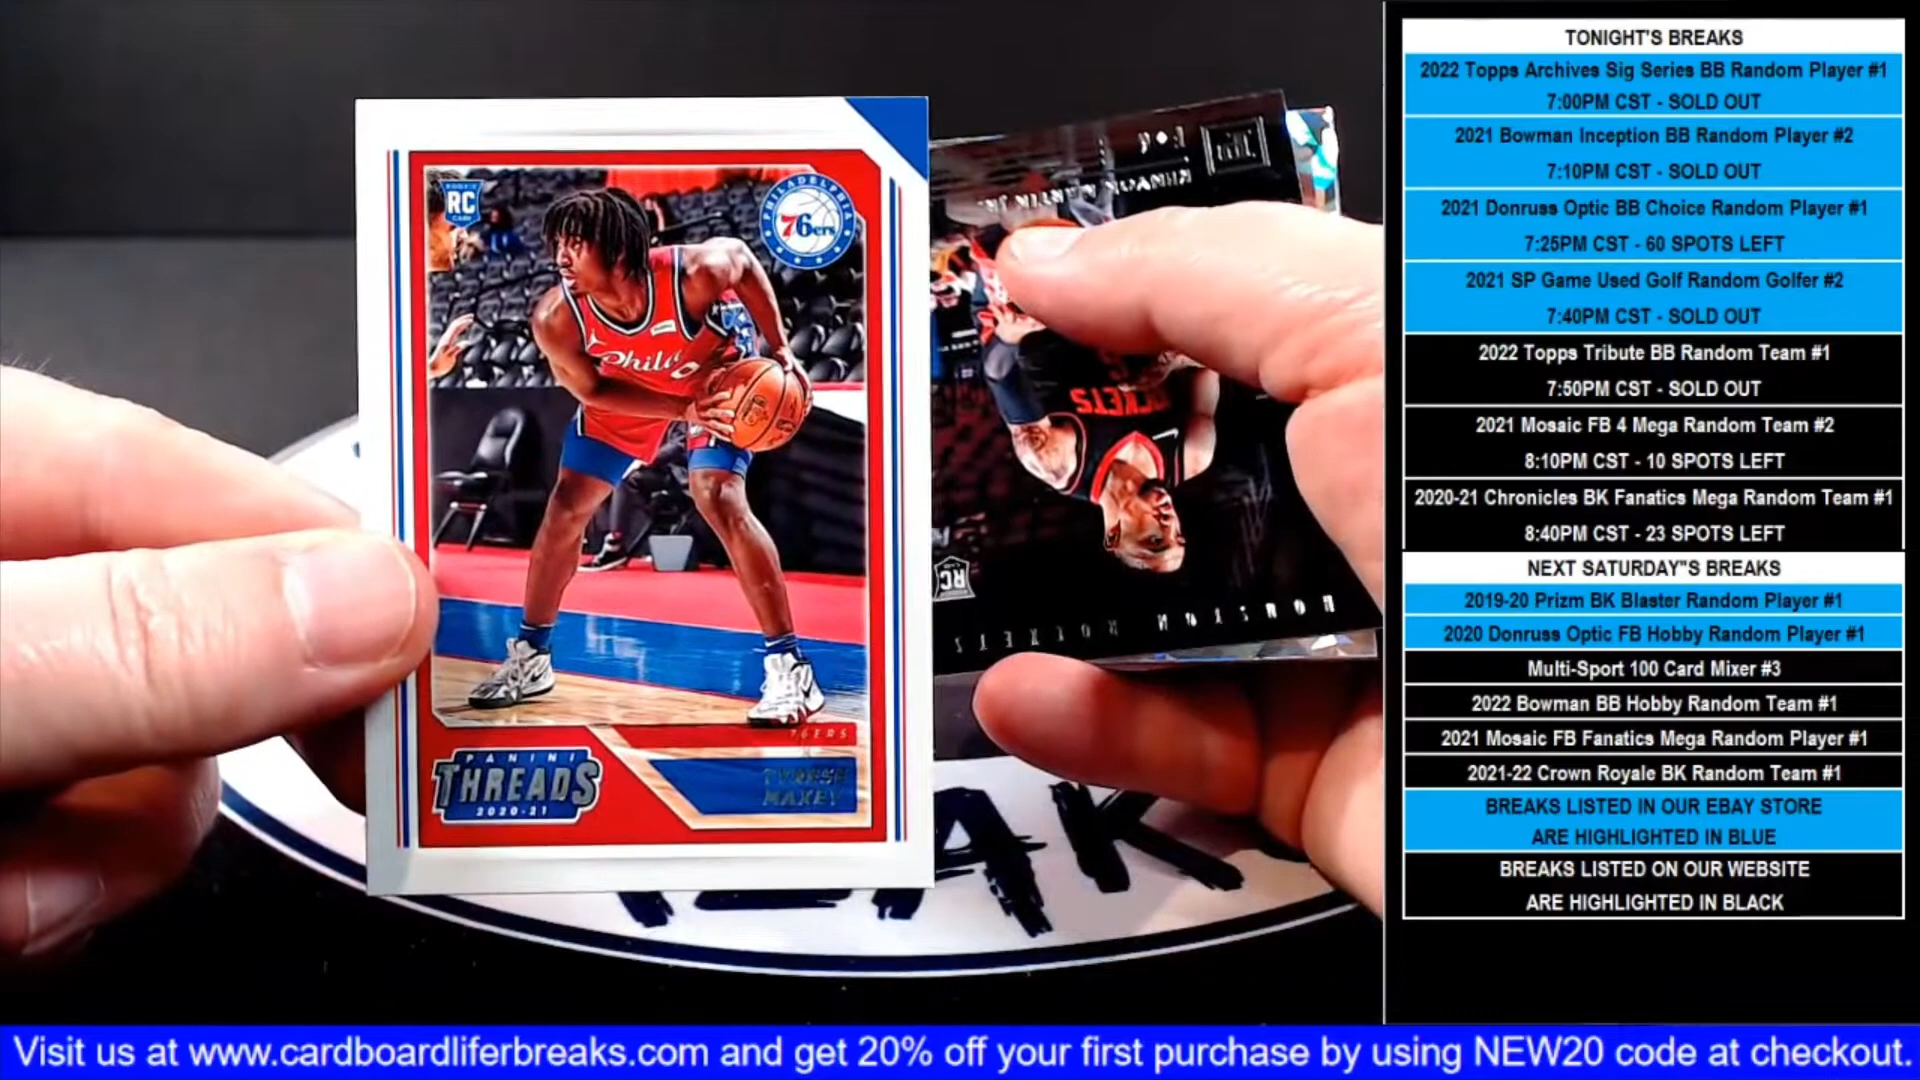 RC
PHILADELPHIA
76ers
Phila
0
76ERS
PANINI
THREADS
2020-21
TYRESE
MAXEY
KENYON MARTIN JR.
ROCKETS
RC
HOUSTON ROCKETS
TONIGHT'S BREAKS
2022 Topps Archives Sig Series BB Random Player #1
7:00PM CST - SOLD OUT
2021 Bowman Inception BB Random Player #2
7:10PM CST - SOLD OUT
2021 Donruss Optic BB Choice Random Player #1
7:25PM CST - 60 SPOTS LEFT
2021 SP Game Used Golf Random Golfer #2
7:40PM CST - SOLD OUT
2022 Topps Tribute BB Random Team #1
7:50PM CST - SOLD OUT
2021 Mosaic FB 4 Mega Random Team #2
8:10PM CST - 10 SPOTS LEFT
2020-21 Chronicles BK Fanatics Mega Random Team #1
8:40PM CST - 23 SPOTS LEFT
NEXT SATURDAY"S BREAKS
2019-20 Prizm BK Blaster Random Player #1
2020 Donruss Optic FB Hobby Random Player #1
Multi-Sport 100 Card Mixer #3
2022 Bowman BB Hobby Random Team #1
2021 Mosaic FB Fanatics Mega Random Player #1
2021-22 Crown Royale BK Random Team #1
BREAKS LISTED IN OUR EBAY STORE
ARE HIGHLIGHTED IN BLUE
BREAKS LISTED ON OUR WEBSITE
ARE HIGHLIGHTED IN BLACK
Visit us at www.cardboardliferbreaks.com and get 20% off your first purchase by using NEW20 code at checkout.